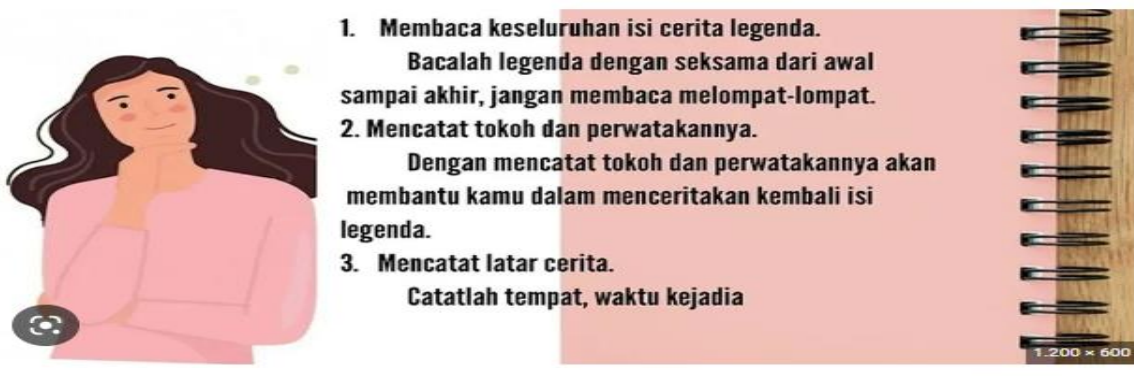 1. Membaca keseluruhan isi cerita legenda.
Bacalah legenda dengan seksama dari awal
sampai akhir, jangan membaca melompat-lompat.
2. Mencatat tokoh dan perwatakannya.
Dengan mencatat tokoh dan perwatakannya akan
membantu kamu dalam menceritakan kembali isi
legenda.
3. Mencatat latar cerita.
Catatlah tempat, waktu kejadia
1.200 × 600